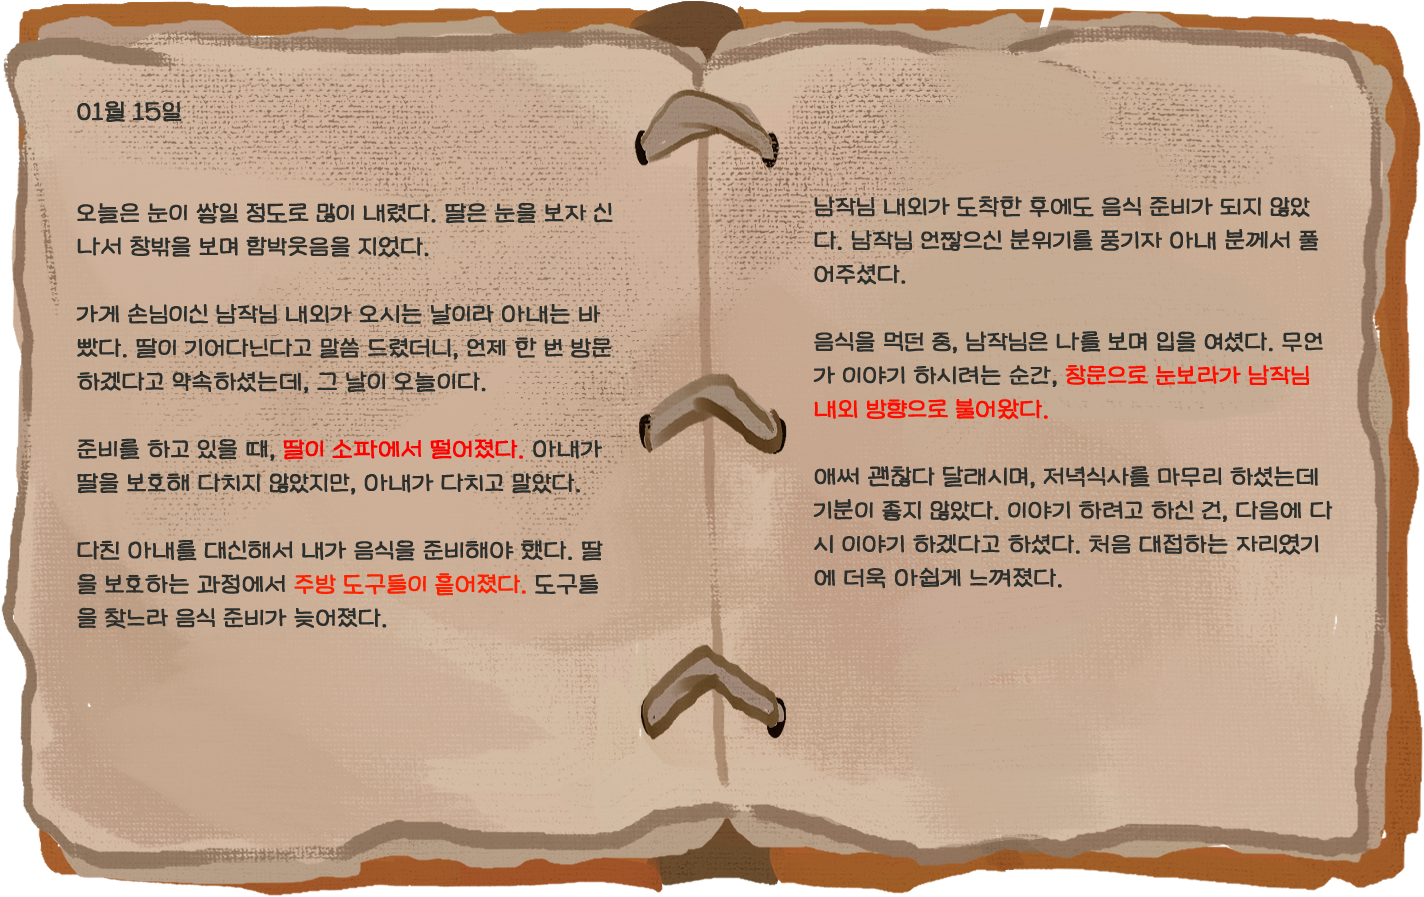 01월 15일
오늘은 눈이 쌓일 정도로 많이 내렸다. 딸은 눈을 보자 신
나서 창밖을 보며 함박웃음을 지었다.
가게 손님이신 남작님 내외가 오시는 날이라 아내는 바
빴다. 딸이 기어다닌다고 말씀 드렸더니, 언제 한 번 방문
하겠다고 약속하셨는데, 그 날이 오늘이다.
준비를 하고 있을 때, 딸이 소파에서 떨어졌다. 아내가
딸을 보호해 다치지 않았지만, 아내가 다치고 말았다.
다친 아내를 대신해서 내가 음식을 준비해야 했다. 딸
을 보호하는 과정에서 주방 도구들이 흩어졌다. 도구들
을 찾느라 음식 준비가 늦어졌다.
남작님 내외가 도착한 후에도 음식 준비가 되지 않았
다. 남작님 언짢으신 분위기를 풍기자 아내 분께서 풀
어주셨다.
음식을 먹던 중, 남작님은 나를 보며 입을 여셨다. 무언
가 이야기 하시려는 순간, 창문으로 눈보라가 남작님
내외 방향으로 불어왔다.
애써 괜찮다 달래시며, 저녁식사를 마무리 하셨는데
기분이 좋지 않았다. 이야기 하려고 하신 건, 다음에 다
시 이야기 하겠다고 하셨다. 처음 대접하는 자리였기
에 더욱 아쉽게 느껴졌다.